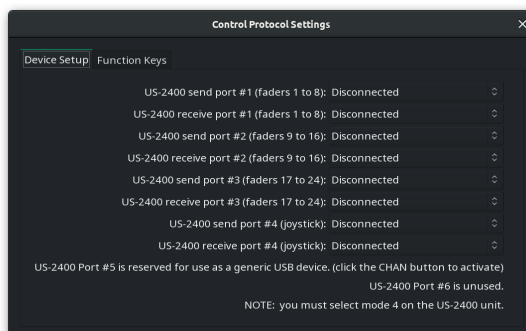 Control Protocol Settings
Device Setup Function Keys
US-2400 send port #1 (faders 1 to 8): Disconnected
US-2400 receive port #1 (faders 1 to 8): Disconnected
US-2400 send port #2 (faders 9 to 16): Disconnected
US-2400 receive port #2 (faders 9 to 16): Disconnected
US-2400 send port #3 (faders 17 to 24): Disconnected
US-2400 receive port #3 (faders 17 to 24): Disconnected
US-2400 send port #4 (joystick): Disconnected
US-2400 receive port #4 (joystick): Disconnected
US-2400 Port #5 is reserved for use as a generic USB device. (click the CHAN button to activate)
US-2400 Port #6 is unused.
NOTE: you must select mode 4 on the US-2400 unit.